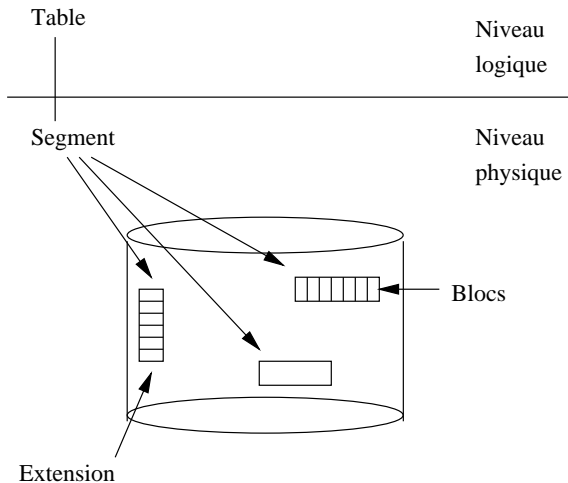 Table
Niveau
logique
Segment
Niveau
physique
Blocs
Extension